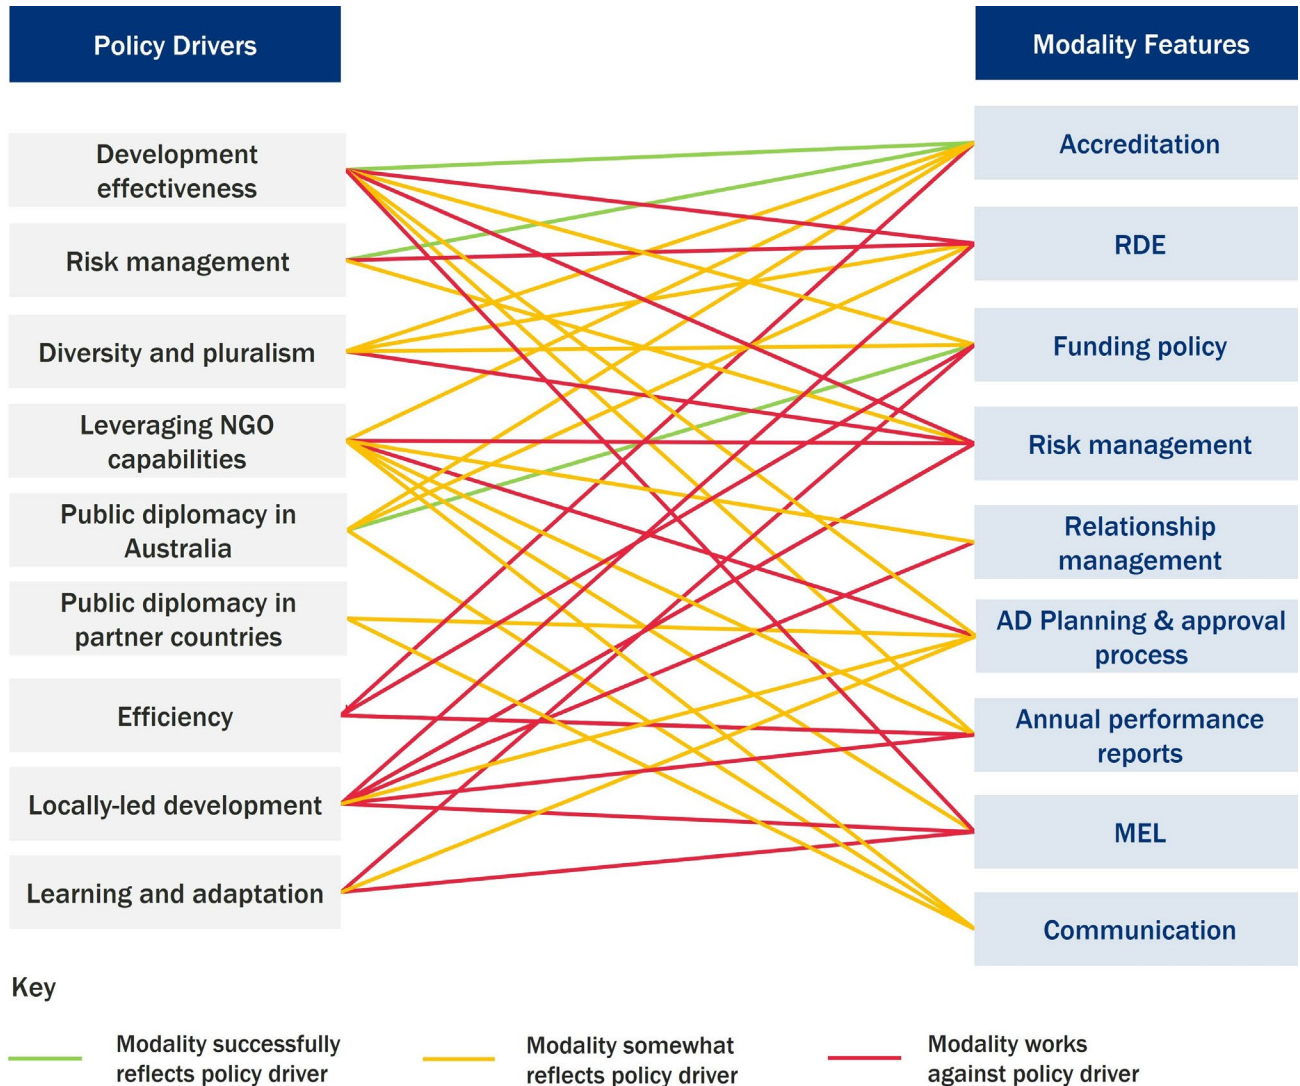 Policy Drivers
Modality Features
Development
effectiveness
Risk management
Diversity and pluralism
Leveraging NGO
capabilities
Public diplomacy in
Australia
Public diplomacy in
partner countries
Efficiency
Locally-led development
Learning and adaptation
Accreditation
RDE
Funding policy
Risk management
Relationship
management
AD Planning & approval
process
Annual performance
reports
MEL
Communication
Key
Modality successfully
reflects policy driver
Modality somewhat
reflects policy driver
Modality works
against policy driver